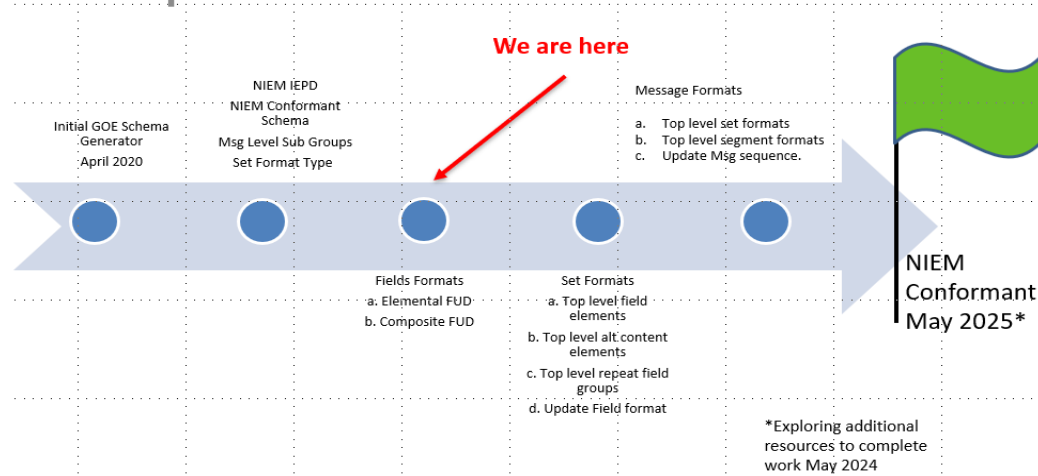 We are here
Initial GOE Schema
Generator
April 2020
NIEM IEPD
NIEM Conformant
Schema
Msg Level Sub Groups
Set Format Type
Fields Formats
a. Elemental FUD
b. Composite FUD
Set Formats
a. Top level field
elements
b. Top level alt content
elements
c. Top level repeat field
groups
d. Update Field format
Message Formats
a. Top level set formats
b. Top level segment formats
c. Update Msg sequence.
NIEM
Conformant
May 2025*
*Exploring additional
resources to complete
work May 2024